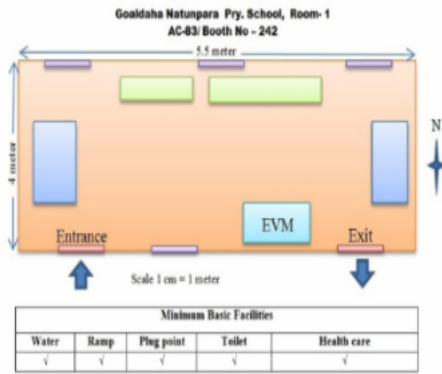 Goaldaha Natunpara Pry. School, Room- 1
AC-83/ Booth No - 242
5.5 meter
4 meter
N
EVM
Entrance
Exit
Scale 1 cm = 1 meter
Minimum Basic Facilities
Water Ramp Plug point Toilet Health care
√ √ √ √ √